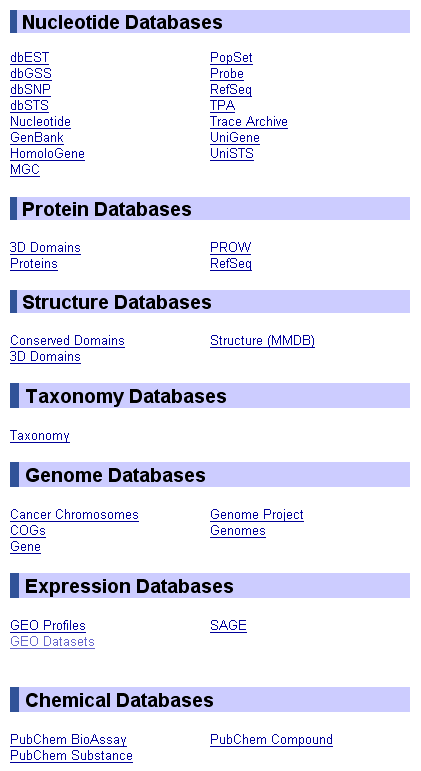 Nucleotide Databases
dbEST PopSet
dbGSS Probe
dbSNP RefSeq
dbSTS TPA
Nucleotide Trace Archive
GenBank UniGene
HomoloGene UniSTS
MGC
Protein Databases
3D Domains PROW
Proteins RefSeq
Structure Databases
Conserved Domains Structure (MMDB)
3D Domains
Taxonomy Databases
Taxonomy
Genome Databases
Cancer Chromosomes Genome Project
COGs Genomes
Gene
Expression Databases
GEO Profiles SAGE
GEO Datasets
Chemical Databases
PubChem BioAssay PubChem Compound
PubChem Substance